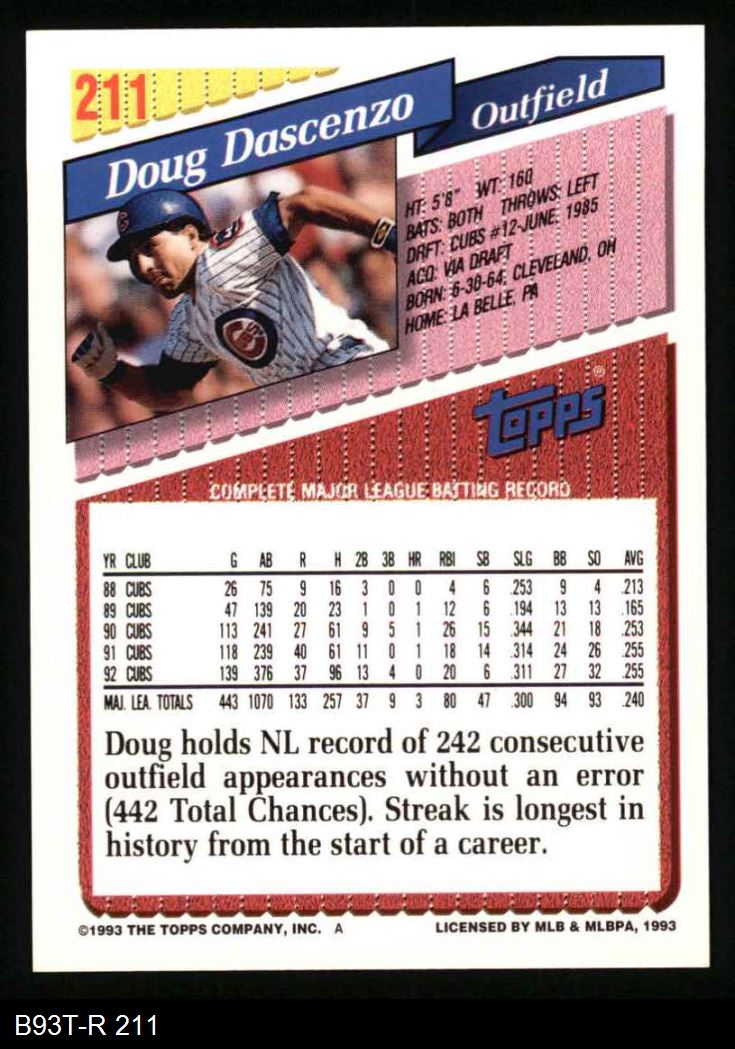 211
Doug Dascenzo
Outfield
HT: 5'8" WT: 160
BATS: BOTH THROWS: LEFT
DRFT: CUBS #12-JUNE, 1985
ACQ: VIA DRAFT
BORN: 6-30-64, CLEVELAND, OH
HOME: LA BELLE, PA
CUBS
topps®
COMPLETE MAJOR LEAGUE BATTING RECORD
YR CLUB G AB R H 2B 3B HR RBI SB SLG BB SO AVG
88 CUBS 26 75 9 16 3 0 0 4 6 .253 9 4 .213
89 CUBS 47 139 20 23 1 0 1 12 6 .194 13 13 .165
90 CUBS 113 241 27 61 9 5 1 26 15 .344 21 18 .253
91 CUBS 118 239 40 61 11 0 1 18 14 .314 24 26 .255
92 CUBS 139 376 37 96 13 4 0 20 6 .311 27 32 .255
MAJ. LEA. TOTALS 443 1070 133 257 37 9 3 80 47 .300 94 93 .240
Doug holds NL record of 242 consecutive
outfield appearances without an error
(442 Total Chances). Streak is longest in
history from the start of a career.
©1993 THE TOPPS COMPANY, INC. A
LICENSED BY MLB & MLBPA, 1993
B93T-R 211